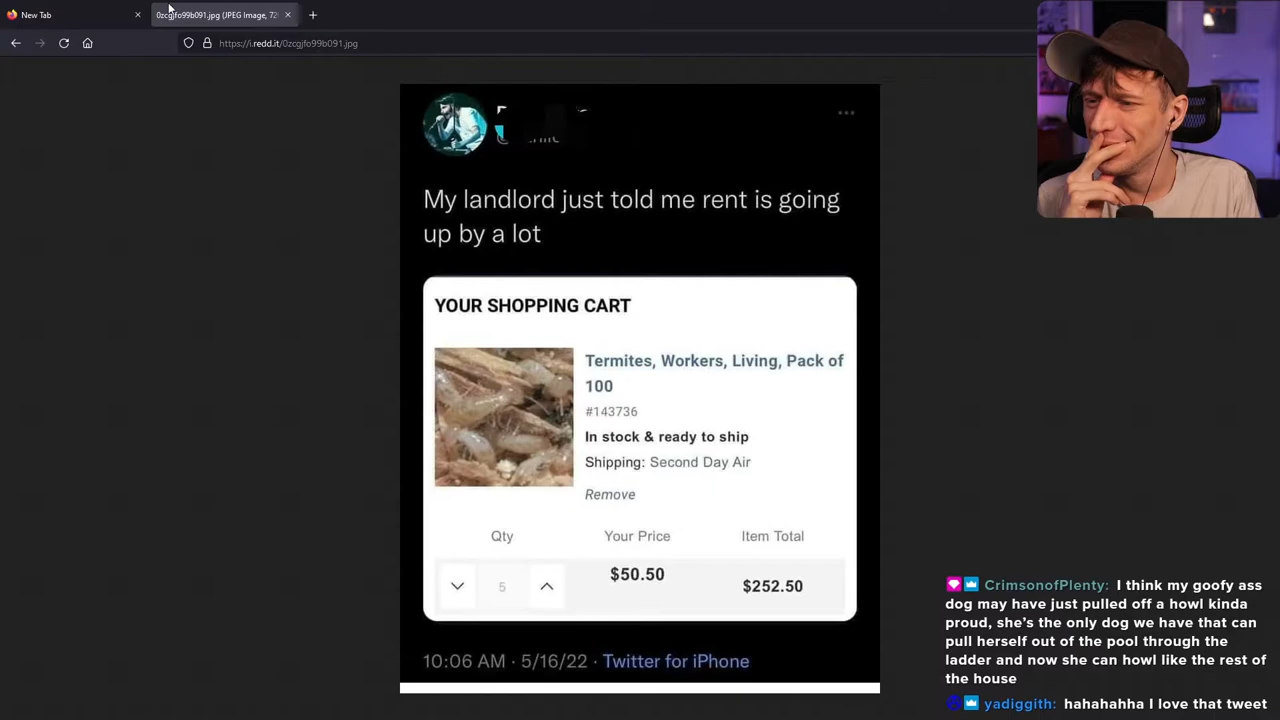 New Tab
0zcgjfo99b091.jpg (JPEG Image, 72
https://i.redd.it/0zcgjfo99b091.jpg
My landlord just told me rent is going
up by a lot
YOUR SHOPPING CART
Termites, Workers, Living, Pack of
100
#143736
In stock & ready to ship
Shipping: Second Day Air
Remove
Qty Your Price Item Total
5 $50.50 $252.50
10:06 AM · 5/16/22 · Twitter for iPhone
CrimsonofPlenty: I think my goofy ass
dog may have just pulled off a howl kinda
proud, she's the only dog we have that can
pull herself out of the pool through the
ladder and now she can howl like the rest of
the house
yadiggith: hahahahha I love that tweet